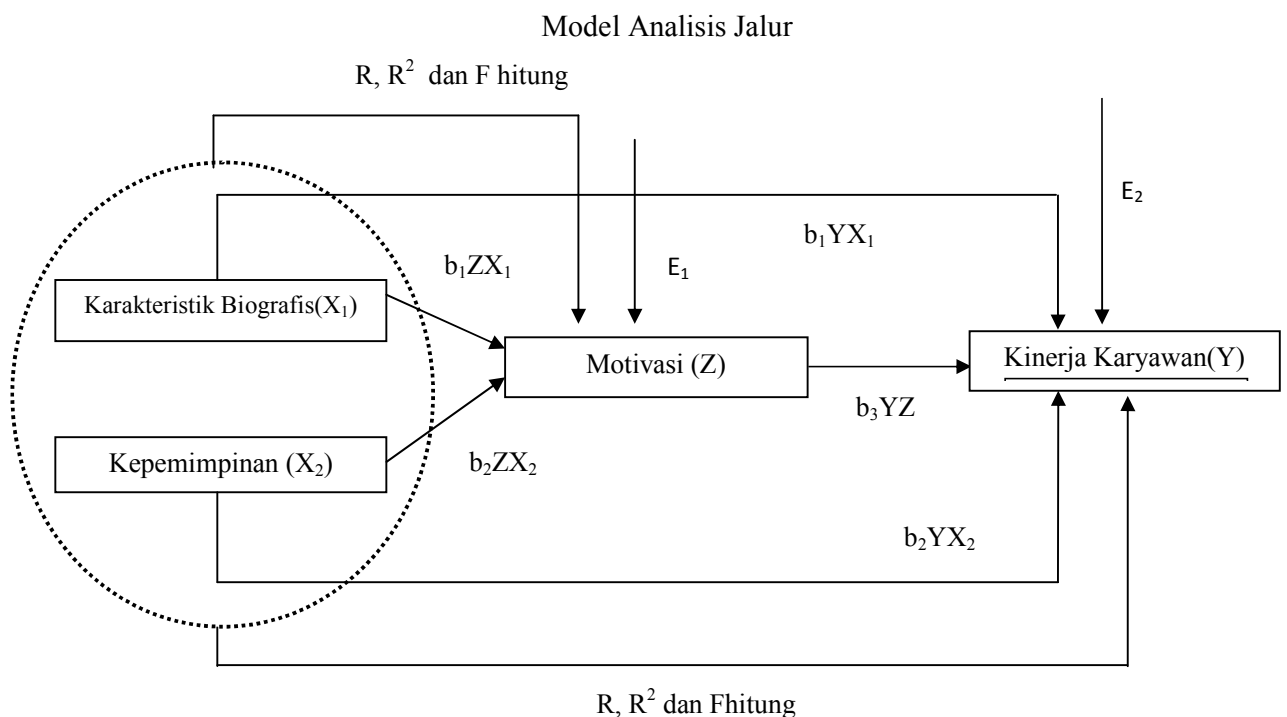 Model Analisis Jalur
R, R² dan F hitung
E₂
b₁YX₁
b₁ZX₁
E₁
Karakteristik Biografis(X₁)
Motivasi (Z)
Kinerja Karyawan(Y)
b₃YZ
Kepemimpinan (X₂)
b₂ZX₂
b₂YX₂
R, R² dan Fhitung